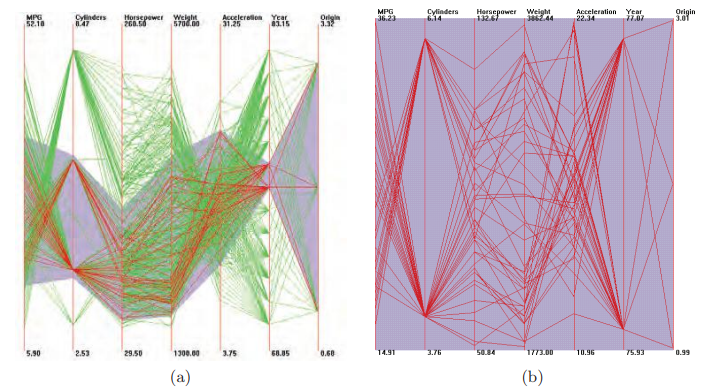 MPG Cylinders Horsepower Weight Acceleration Year Origin
52.10 8.47 260.50 5700.00 31.25 83.15 3.32
5.90 2.53 29.50 1300.00 3.75 68.85 0.68
(a)
MPG Cylinders Horsepower Weight Acceleration Year Origin
36.23 6.14 132.67 3862.44 22.34 77.07 3.01
14.91 3.76 50.84 1773.00 10.96 75.93 0.99
(b)